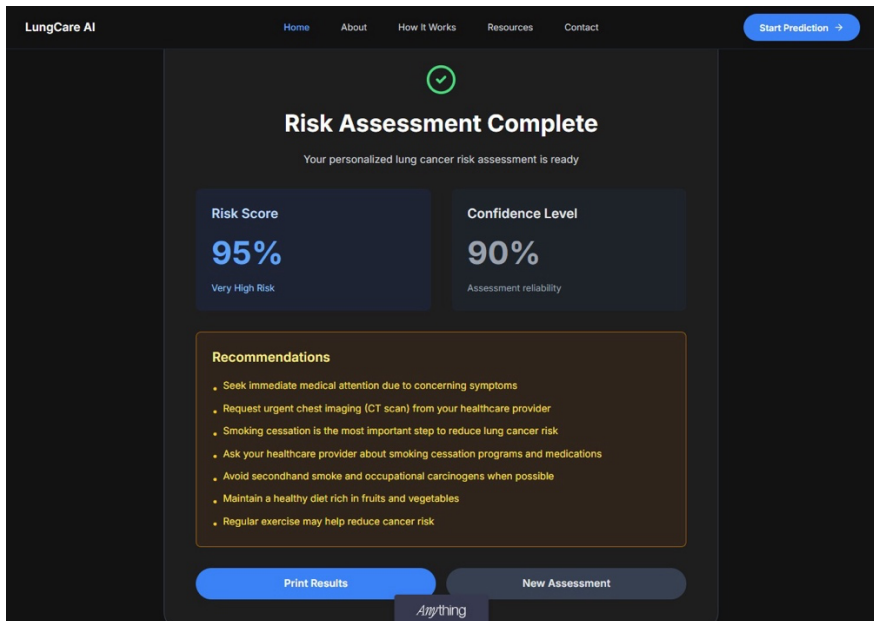 LungCare AI
Home About How It Works Resources Contact
Start Prediction →
Risk Assessment Complete
Your personalized lung cancer risk assessment is ready
Risk Score
95%
Very High Risk
Confidence Level
90%
Assessment reliability
Recommendations
• Seek immediate medical attention due to concerning symptoms
• Request urgent chest imaging (CT scan) from your healthcare provider
• Smoking cessation is the most important step to reduce lung cancer risk
• Ask your healthcare provider about smoking cessation programs and medications
• Avoid secondhand smoke and occupational carcinogens when possible
• Maintain a healthy diet rich in fruits and vegetables
• Regular exercise may help reduce cancer risk
Print Results
New Assessment
Anything